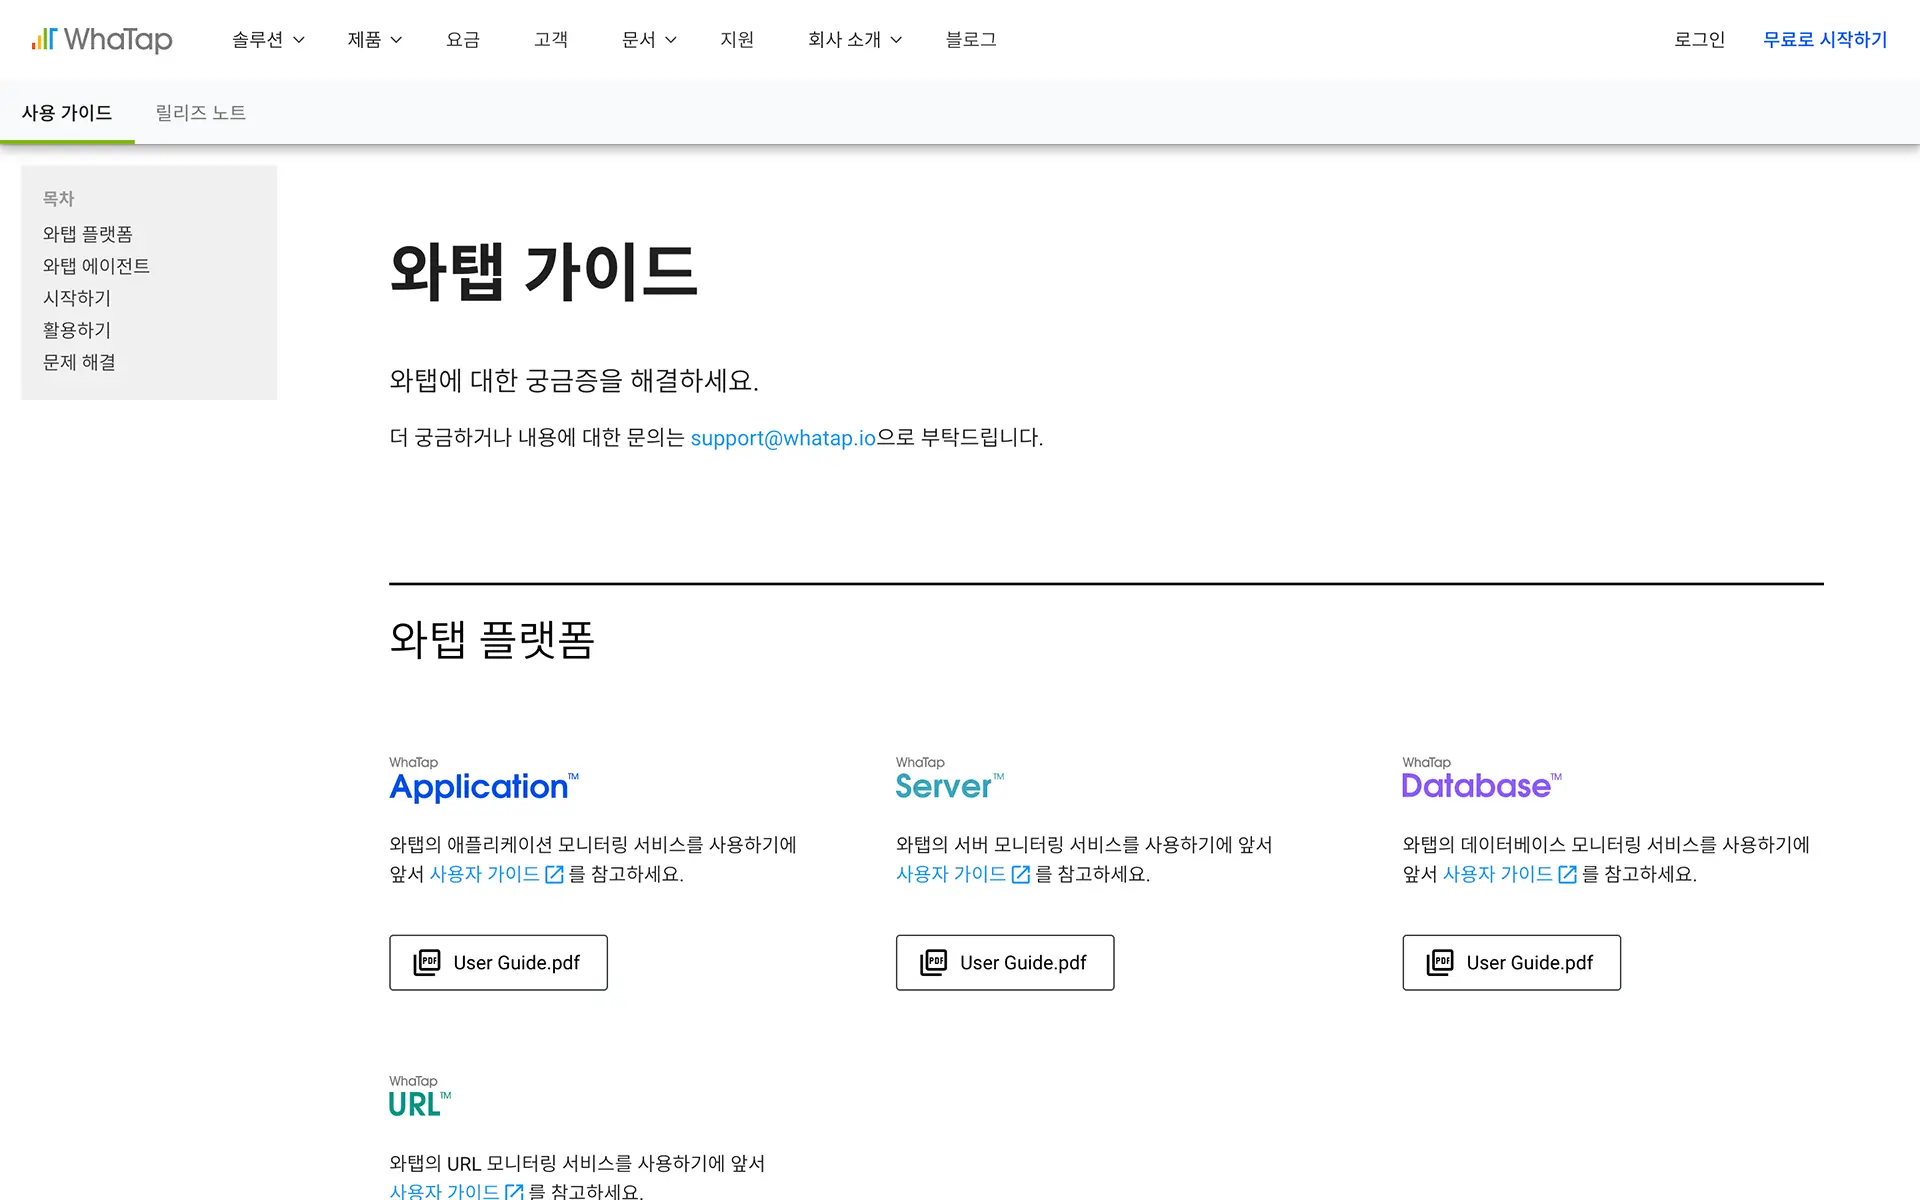 WhaTap
솔루션
제품
요금
고객
문서
지원
회사 소개
블로그
로그인
무료로 시작하기
사용 가이드
릴리즈 노트
목차
와탭 플랫폼
와탭 에이전트
시작하기
활용하기
문제 해결
와탭 가이드
와탭에 대한 궁금증을 해결하세요.
더 궁금하거나 내용에 대한 문의는 support@whatap.io으로 부탁드립니다.
와탭 플랫폼
WhaTap
Application™
와탭의 애플리케이션 모니터링 서비스를 사용하기에
앞서 사용자 가이드 를 참고하세요.
PDF User Guide.pdf
WhaTap
Server™
와탭의 서버 모니터링 서비스를 사용하기에 앞서
사용자 가이드 를 참고하세요.
PDF User Guide.pdf
WhaTap
Database™
와탭의 데이터베이스 모니터링 서비스를 사용하기에
앞서 사용자 가이드 를 참고하세요.
PDF User Guide.pdf
WhaTap
URL™
와탭의 URL 모니터링 서비스를 사용하기에 앞서
사용자 가이드 를 참고하세요.